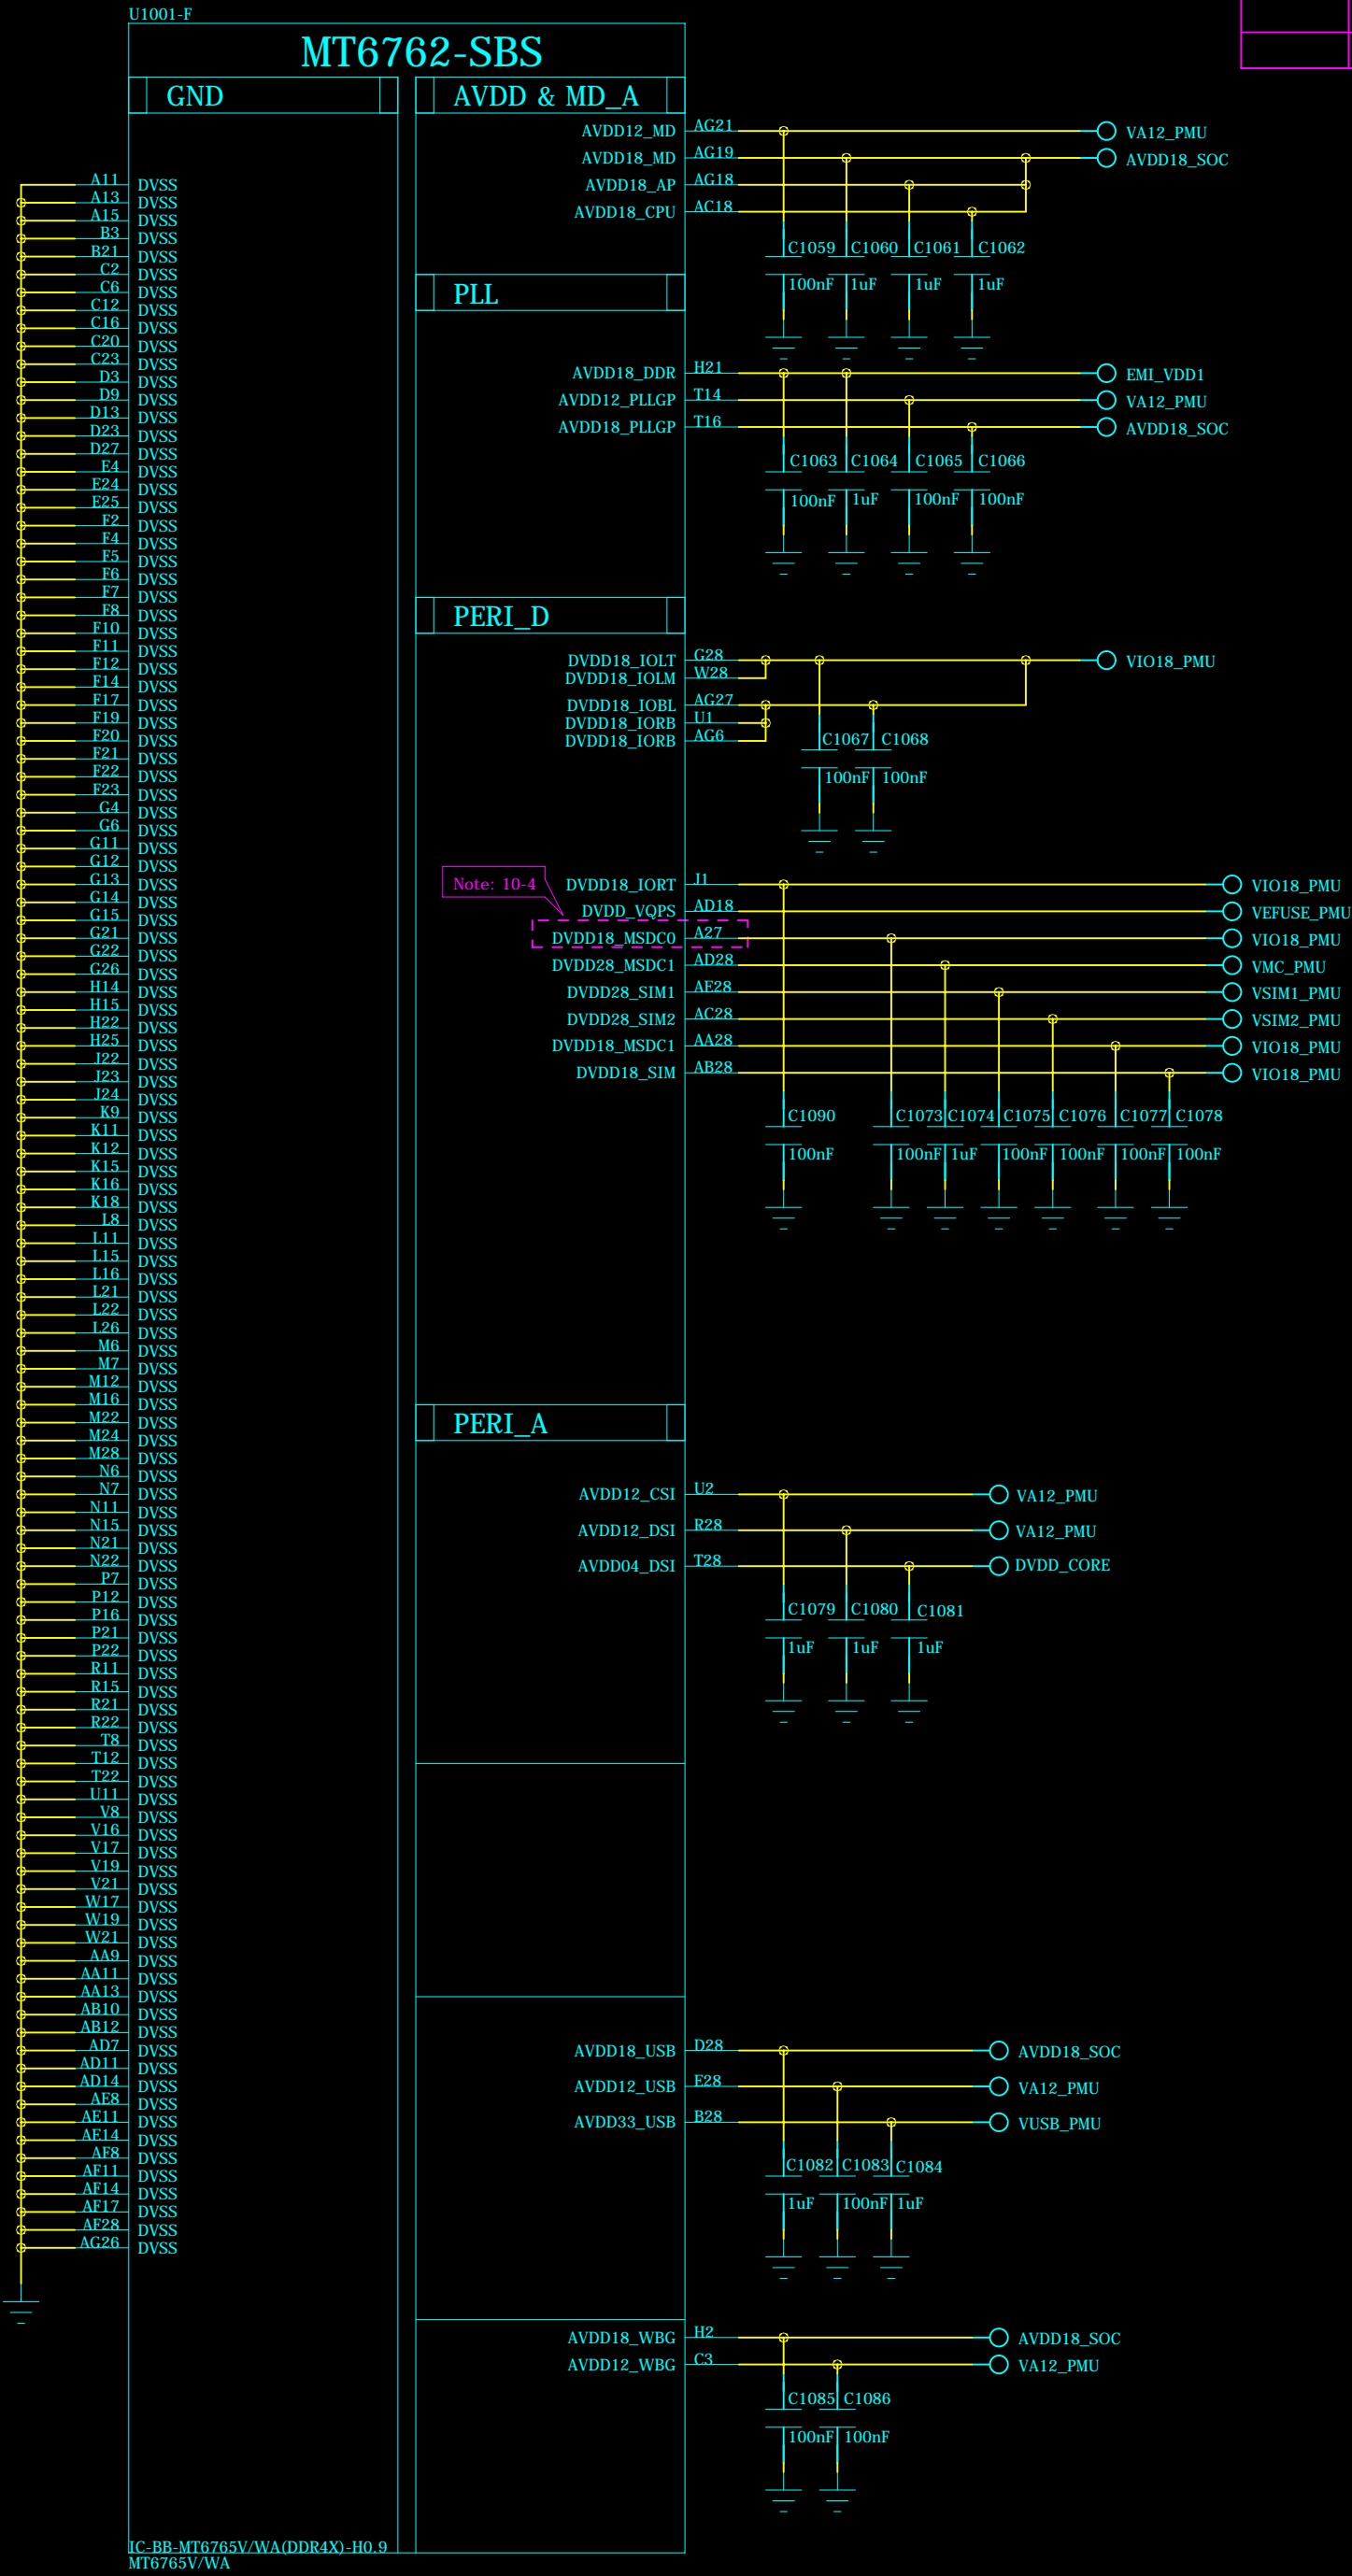 U1001-F
MT6762-SBS
GND
A11 DVSS
A13 DVSS
A15 DVSS
B3 DVSS
B21 DVSS
C2 DVSS
C6 DVSS
C12 DVSS
C16 DVSS
C20 DVSS
C23 DVSS
D3 DVSS
D9 DVSS
D13 DVSS
D23 DVSS
D27 DVSS
E4 DVSS
E24 DVSS
E25 DVSS
F2 DVSS
F4 DVSS
F5 DVSS
F6 DVSS
F7 DVSS
F8 DVSS
F10 DVSS
F11 DVSS
F12 DVSS
F14 DVSS
F17 DVSS
F19 DVSS
F20 DVSS
F21 DVSS
F22 DVSS
F23 DVSS
G4 DVSS
G6 DVSS
G11 DVSS
G12 DVSS
G13 DVSS
G14 DVSS
G15 DVSS
G21 DVSS
G22 DVSS
G26 DVSS
H14 DVSS
H15 DVSS
H22 DVSS
H25 DVSS
J22 DVSS
J23 DVSS
J24 DVSS
K9 DVSS
K11 DVSS
K12 DVSS
K15 DVSS
K16 DVSS
K18 DVSS
L8 DVSS
L11 DVSS
L15 DVSS
L16 DVSS
L21 DVSS
L22 DVSS
L26 DVSS
M6 DVSS
M7 DVSS
M12 DVSS
M16 DVSS
M22 DVSS
M24 DVSS
M28 DVSS
N6 DVSS
N7 DVSS
N11 DVSS
N15 DVSS
N21 DVSS
N22 DVSS
P7 DVSS
P12 DVSS
P16 DVSS
P21 DVSS
P22 DVSS
R11 DVSS
R15 DVSS
R21 DVSS
R22 DVSS
T8 DVSS
T12 DVSS
T22 DVSS
U11 DVSS
V8 DVSS
V16 DVSS
V17 DVSS
V19 DVSS
V21 DVSS
W17 DVSS
W19 DVSS
W21 DVSS
AA9 DVSS
AA11 DVSS
AA13 DVSS
AB10 DVSS
AB12 DVSS
AD7 DVSS
AD11 DVSS
AD14 DVSS
AE8 DVSS
AE11 DVSS
AE14 DVSS
AF8 DVSS
AF11 DVSS
AF14 DVSS
AF17 DVSS
AF28 DVSS
AG26 DVSS
AVDD & MD_A
AVDD12_MD AG21 VA12_PMU
AVDD18_MD AG19 AVDD18_SOC
AVDD18_AP AG18
AVDD18_CPU AC18
C1059 C1060 C1061 C1062
100nF 1uF 1uF 1uF
PLL
AVDD18_DDR H21 EMI_VDD1
AVDD12_PLLGP T14 VA12_PMU
AVDD18_PLLGP T16 AVDD18_SOC
C1063 C1064 C1065 C1066
100nF 1uF 100nF 100nF
PERI_D
DVDD18_IOLT G28 VIO18_PMU
DVDD18_IOLM W28
DVDD18_IOBL AG27
DVDD18_IORB U1
DVDD18_IORB AG6
C1067 C1068
100nF 100nF
Note: 10-4
DVDD18_IORT J1 VIO18_PMU
DVDD_VQPS AD18 VEFUSE_PMU
DVDD18_MSDC0 A27 VIO18_PMU
DVDD28_MSDC1 AD28 VMC_PMU
DVDD28_SIM1 AE28 VSIM1_PMU
DVDD28_SIM2 AC28 VSIM2_PMU
DVDD18_MSDC1 AA28 VIO18_PMU
DVDD18_SIM AB28 VIO18_PMU
C1090 C1073 C1074 C1075 C1076 C1077 C1078
100nF 100nF 1uF 100nF 100nF 100nF 100nF
PERI_A
AVDD12_CSI U2 VA12_PMU
AVDD12_DSI R28 VA12_PMU
AVDD04_DSI T28 DVDD_CORE
C1079 C1080 C1081
1uF 1uF 1uF
AVDD18_USB D28 AVDD18_SOC
AVDD12_USB E28 VA12_PMU
AVDD33_USB B28 VUSB_PMU
C1082 C1083 C1084
1uF 100nF 1uF
AVDD18_WBG H2 AVDD18_SOC
AVDD12_WBG C3 VA12_PMU
C1085 C1086
100nF 100nF
IC-BB-MT6765V/WA(DDR4X)-H0.9
MT6765V/WA